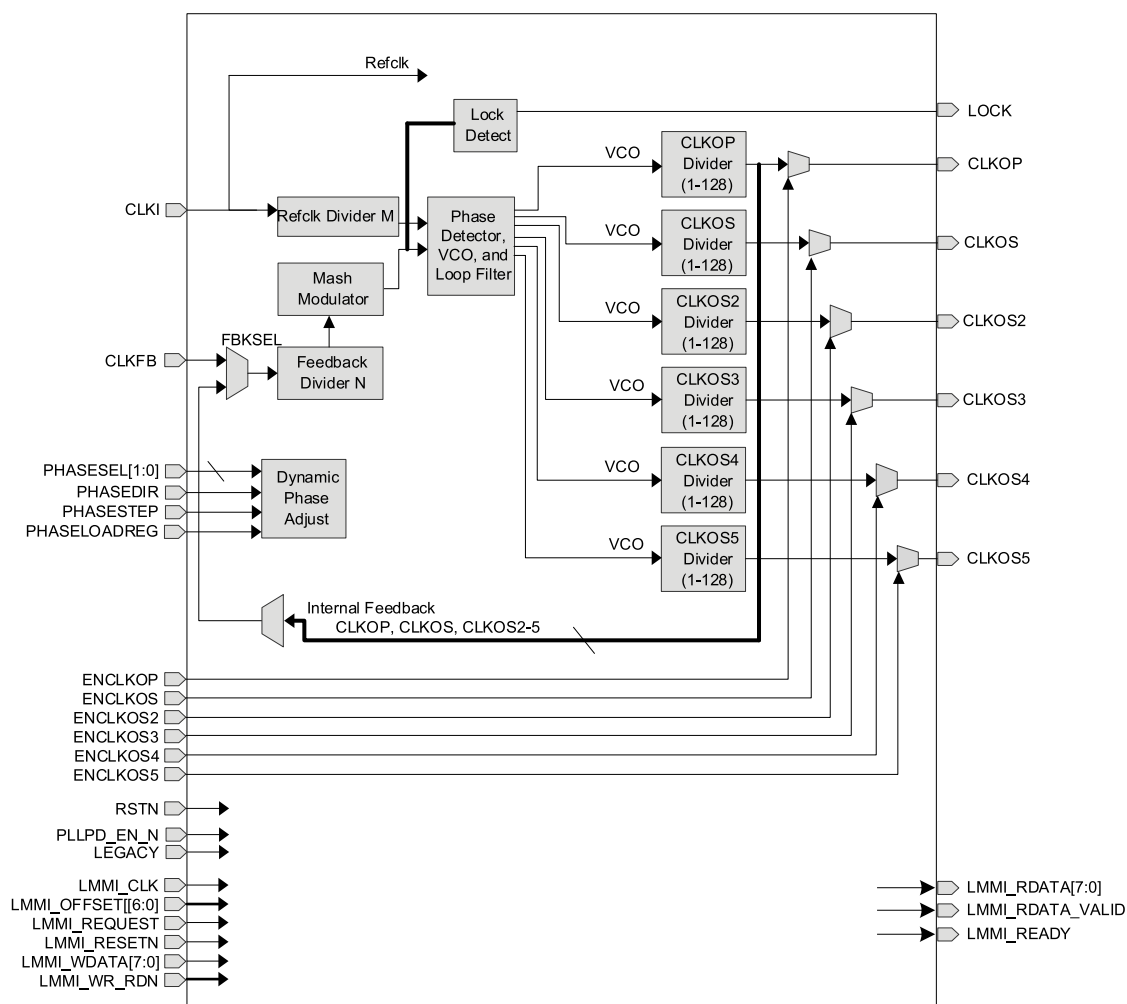 Refclk
Lock
Detect
LOCK
VCO
CLKOP
Divider
(1-128)
CLKOP
CLKI
Refclk Divider M
Phase
Detector,
VCO, and
Loop Filter
VCO
CLKOS
Divider
(1-128)
CLKOS
Mash
Modulator
VCO
CLKOS2
Divider
(1-128)
CLKOS2
FBKSEL
CLKFB
Feedback
Divider N
VCO
CLKOS3
Divider
(1-128)
CLKOS3
PHASESEL[1:0]
PHASEDIR
PHASESTEP
PHASELOADREG
Dynamic
Phase
Adjust
VCO
CLKOS4
Divider
(1-128)
CLKOS4
VCO
CLKOS5
Divider
(1-128)
CLKOS5
Internal Feedback
CLKOP, CLKOS, CLKOS2-5
ENCLKOP
ENCLKOS
ENCLKOS2
ENCLKOS3
ENCLKOS4
ENCLKOS5
RSTN
PLLPD_EN_N
LEGACY
LMMI_CLK
LMMI_OFFSET[[6:0]
LMMI_REQUEST
LMMI_RESETN
LMMI_WDATA[7:0]
LMMI_WR_RDN
LMMI_RDATA[7:0]
LMMI_RDATA_VALID
LMMI_READY